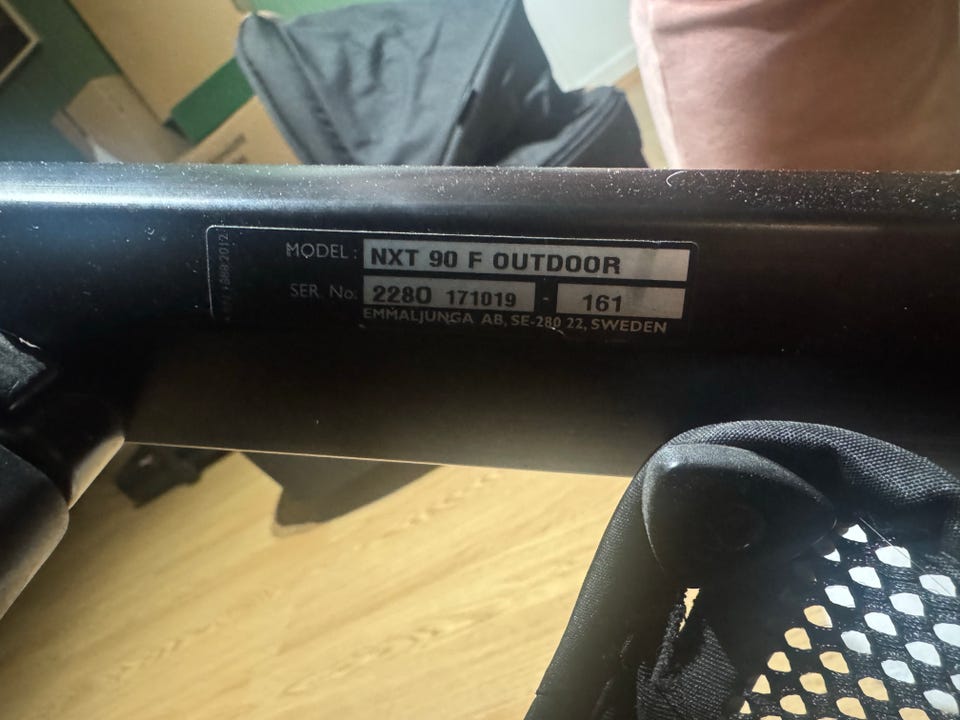 MODEL: NXT 90 F OUTDOOR
SER. No: 2280 171019 - 161
EMMALJUNGA AB, SE-280 22, SWEDEN